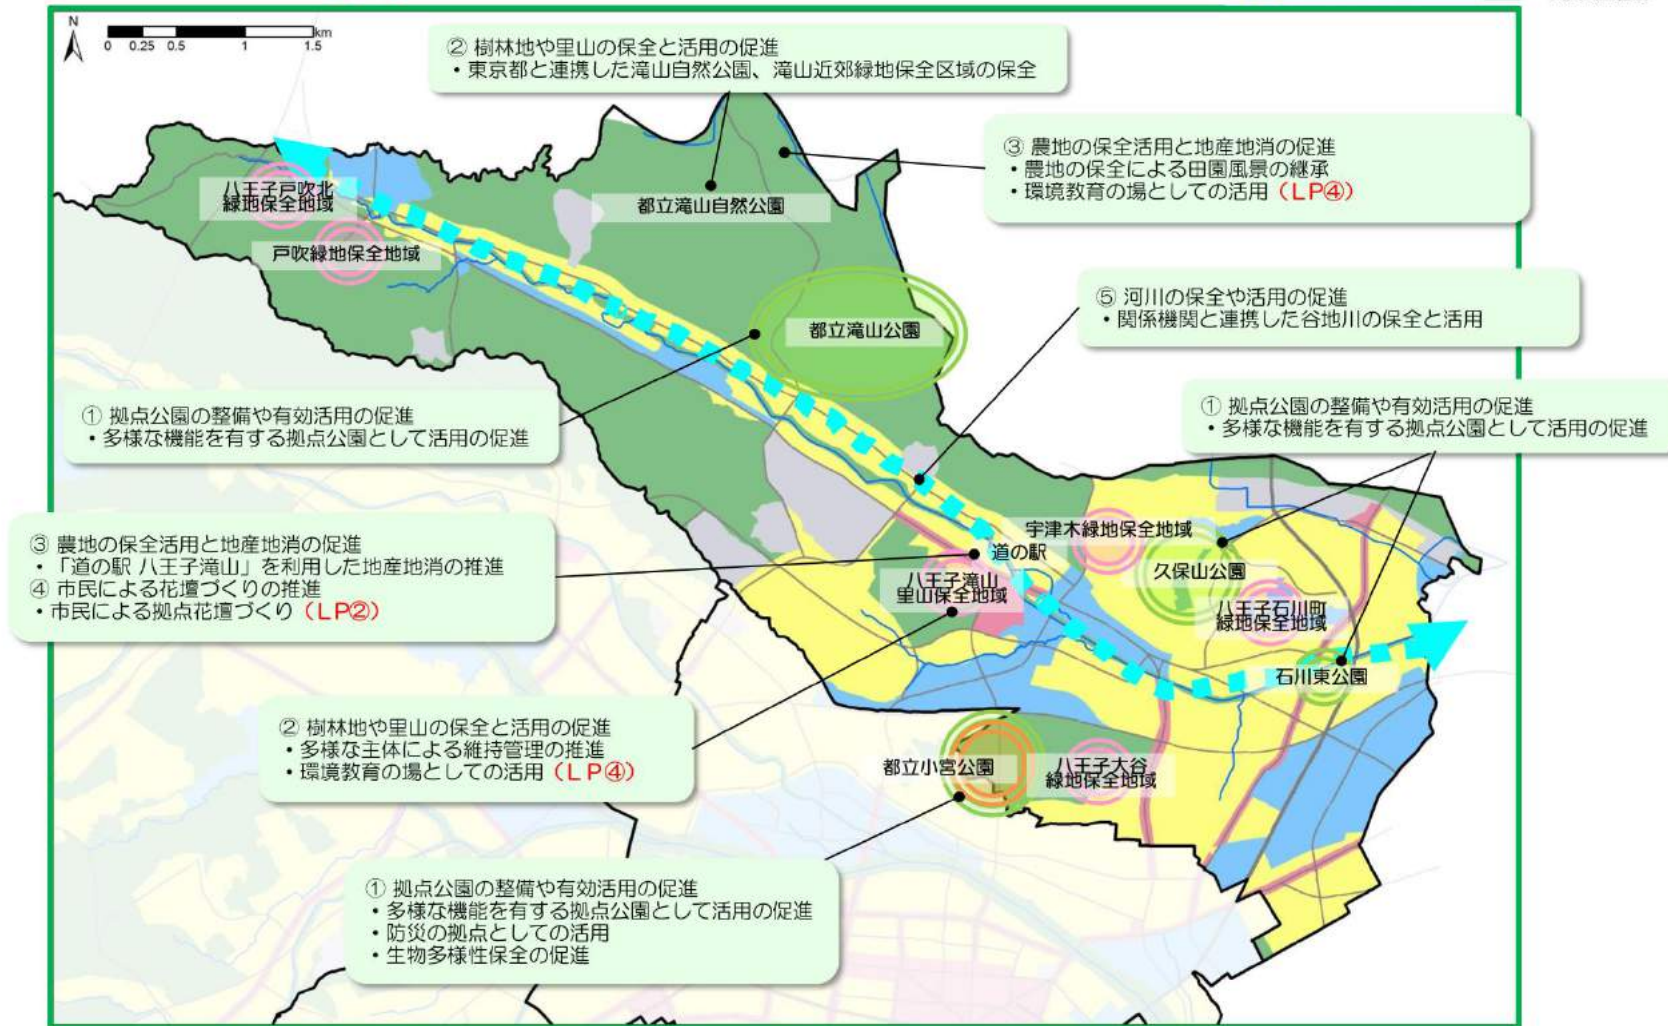 N
0 0.25 0.5 1 1.5 km
② 樹林地や里山の保全と活用の促進
・東京都と連携した滝山自然公園、滝山近郊緑地保全区域の保全
③ 農地の保全活用と地産地消の促進
・農地の保全による田園風景の継承
・環境教育の場としての活用（LP④）
八王子戸吹北
緑地保全地域
都立滝山自然公園
戸吹緑地保全地域
⑤ 河川の保全や活用の促進
・関係機関と連携した谷地川の保全と活用
都立滝山公園
① 拠点公園の整備や有効活用の促進
・多様な機能を有する拠点公園として活用の促進
① 拠点公園の整備や有効活用の促進
・多様な機能を有する拠点公園として活用の促進
③ 農地の保全活用と地産地消の促進
・「道の駅 八王子滝山」を利用した地産地消の推進
④ 市民による花壇づくりの推進
・市民による拠点花壇づくり（LP②）
宇津木緑地保全地域
道の駅
久保山公園
八王子滝山
里山保全地域
八王子石川町
緑地保全地域
石川東公園
② 樹林地や里山の保全と活用の促進
・多様な主体による維持管理の推進
・環境教育の場としての活用（LP④）
都立小宮公園
八王子大谷
緑地保全地域
① 拠点公園の整備や有効活用の促進
・多様な機能を有する拠点公園として活用の促進
・防災の拠点としての活用
・生物多様性保全の促進